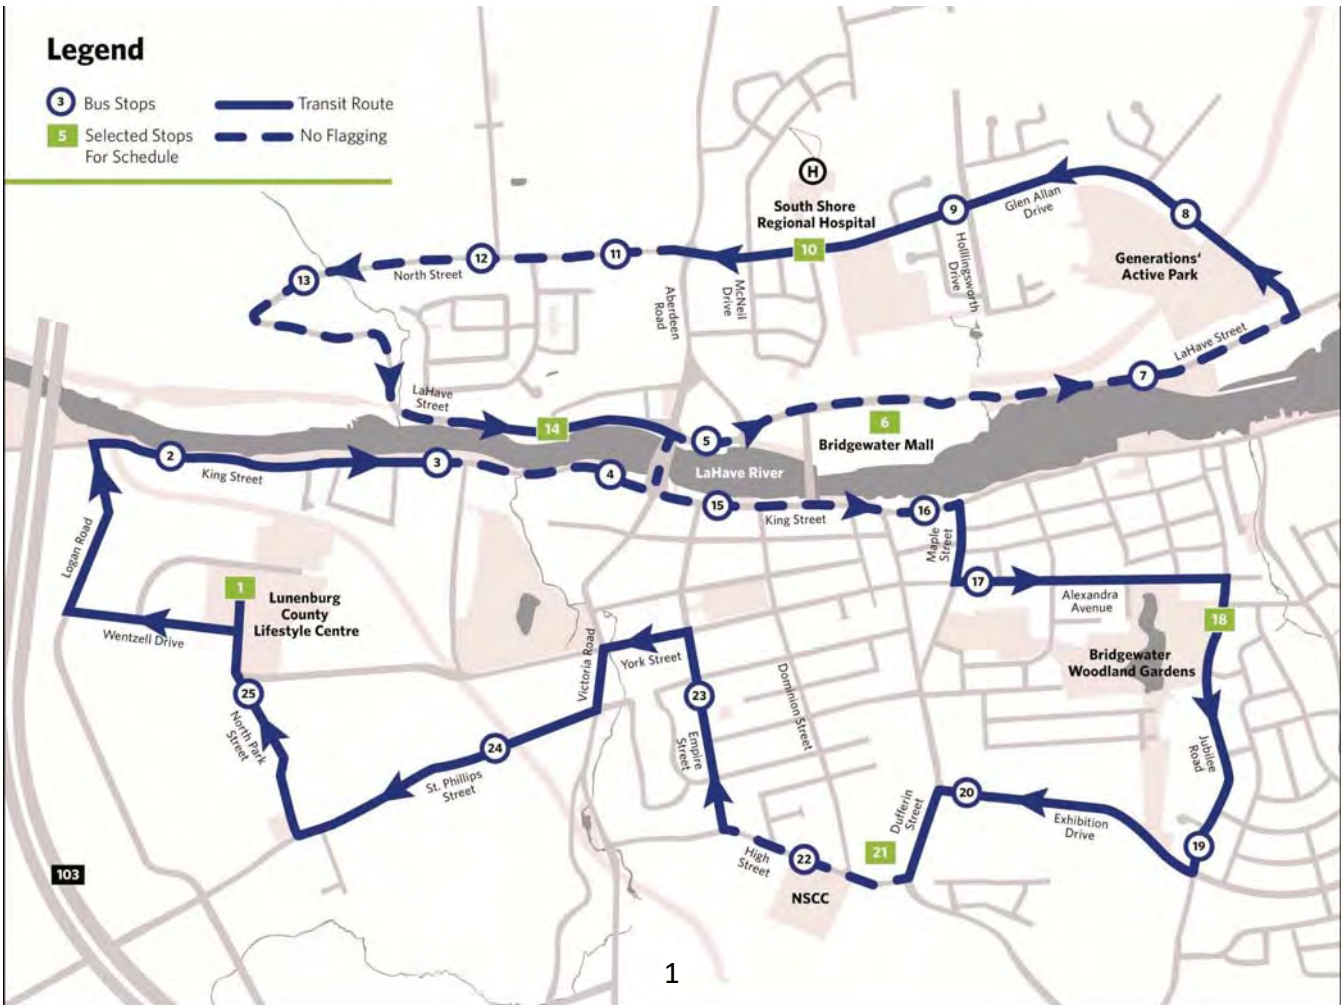 Legend
3 Bus Stops
Transit Route
5 Selected Stops
For Schedule
No Flagging
H
South Shore
Regional Hospital
10
9
Glen Allan
Drive
8
Generations'
Active Park
Holllingsworth
Drive
McNeil
Drive
Aberdeen
Road
11
12
North Street
13
LaHave
Street
14
5
6
Bridgewater Mall
7
LaHave Street
LaHave River
2
King Street
3
4
15
King Street
16
Maple
Street
17
Alexandra
Avenue
18
Bridgewater
Woodland Gardens
Logan Road
1
Lunenburg
County
Lifestyle Centre
Wentzell Drive
25
North Park
Street
Victoria Road
York Street
23
Empire
Street
Dominion Street
24
St. Phillips
Street
Jubilee
Road
20
Exhibition
Drive
19
Dufferin
Street
21
High
Street
22
NSCC
103
1